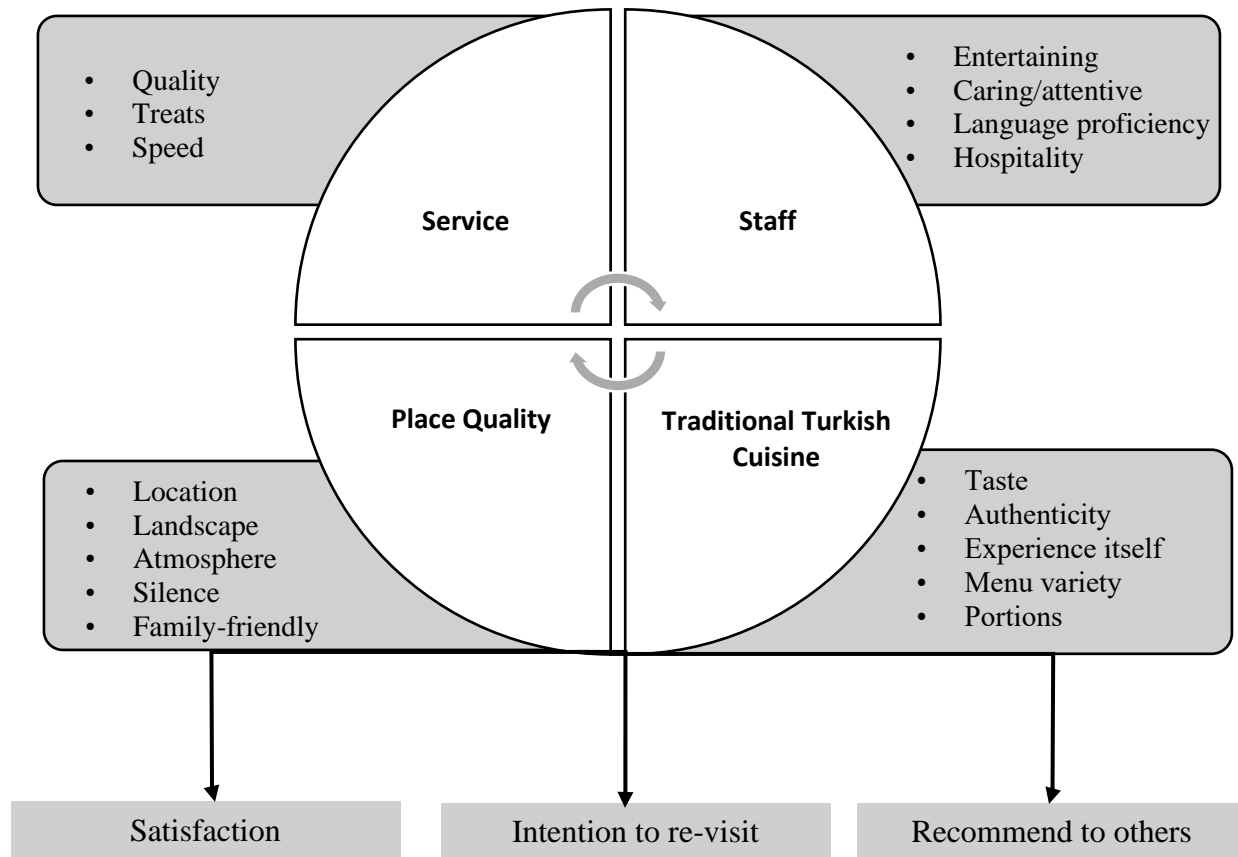 • Quality
• Treats
• Speed
• Entertaining
• Caring/attentive
• Language proficiency
• Hospitality
Service
Staff
Place Quality
Traditional Turkish
Cuisine
• Location
• Landscape
• Atmosphere
• Silence
• Family-friendly
• Taste
• Authenticity
• Experience itself
• Menu variety
• Portions
Satisfaction
Intention to re-visit
Recommend to others